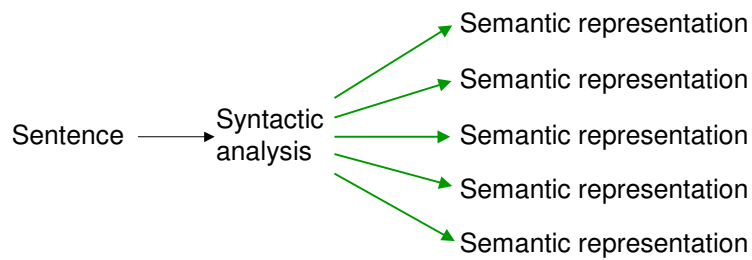 Sentence
Syntactic
analysis
Semantic representation
Semantic representation
Semantic representation
Semantic representation
Semantic representation